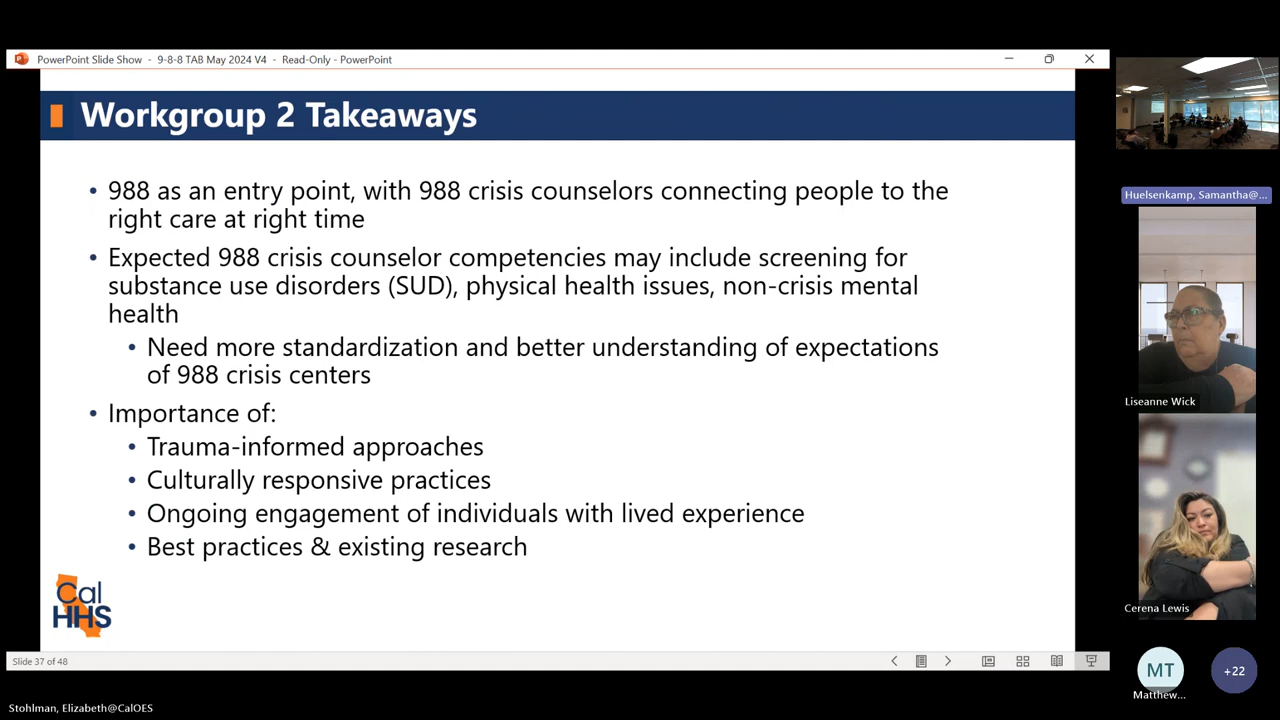 PowerPoint Slide Show - 9-8-8 TAB May 2024 V4 - Read-Only - PowerPoint
Workgroup 2 Takeaways
• 988 as an entry point, with 988 crisis counselors connecting people to the
right care at right time
• Expected 988 crisis counselor competencies may include screening for
substance use disorders (SUD), physical health issues, non-crisis mental
health
• Need more standardization and better understanding of expectations
of 988 crisis centers
• Importance of:
• Trauma-informed approaches
• Culturally responsive practices
• Ongoing engagement of individuals with lived experience
• Best practices & existing research
Cal
HHS
Slide 37 of 48
Huelsenkamp, Samantha@...
Liseanne Wick
Cerena Lewis
MT
Matthew...
+22
Stohlman, Elizabeth@CalOES